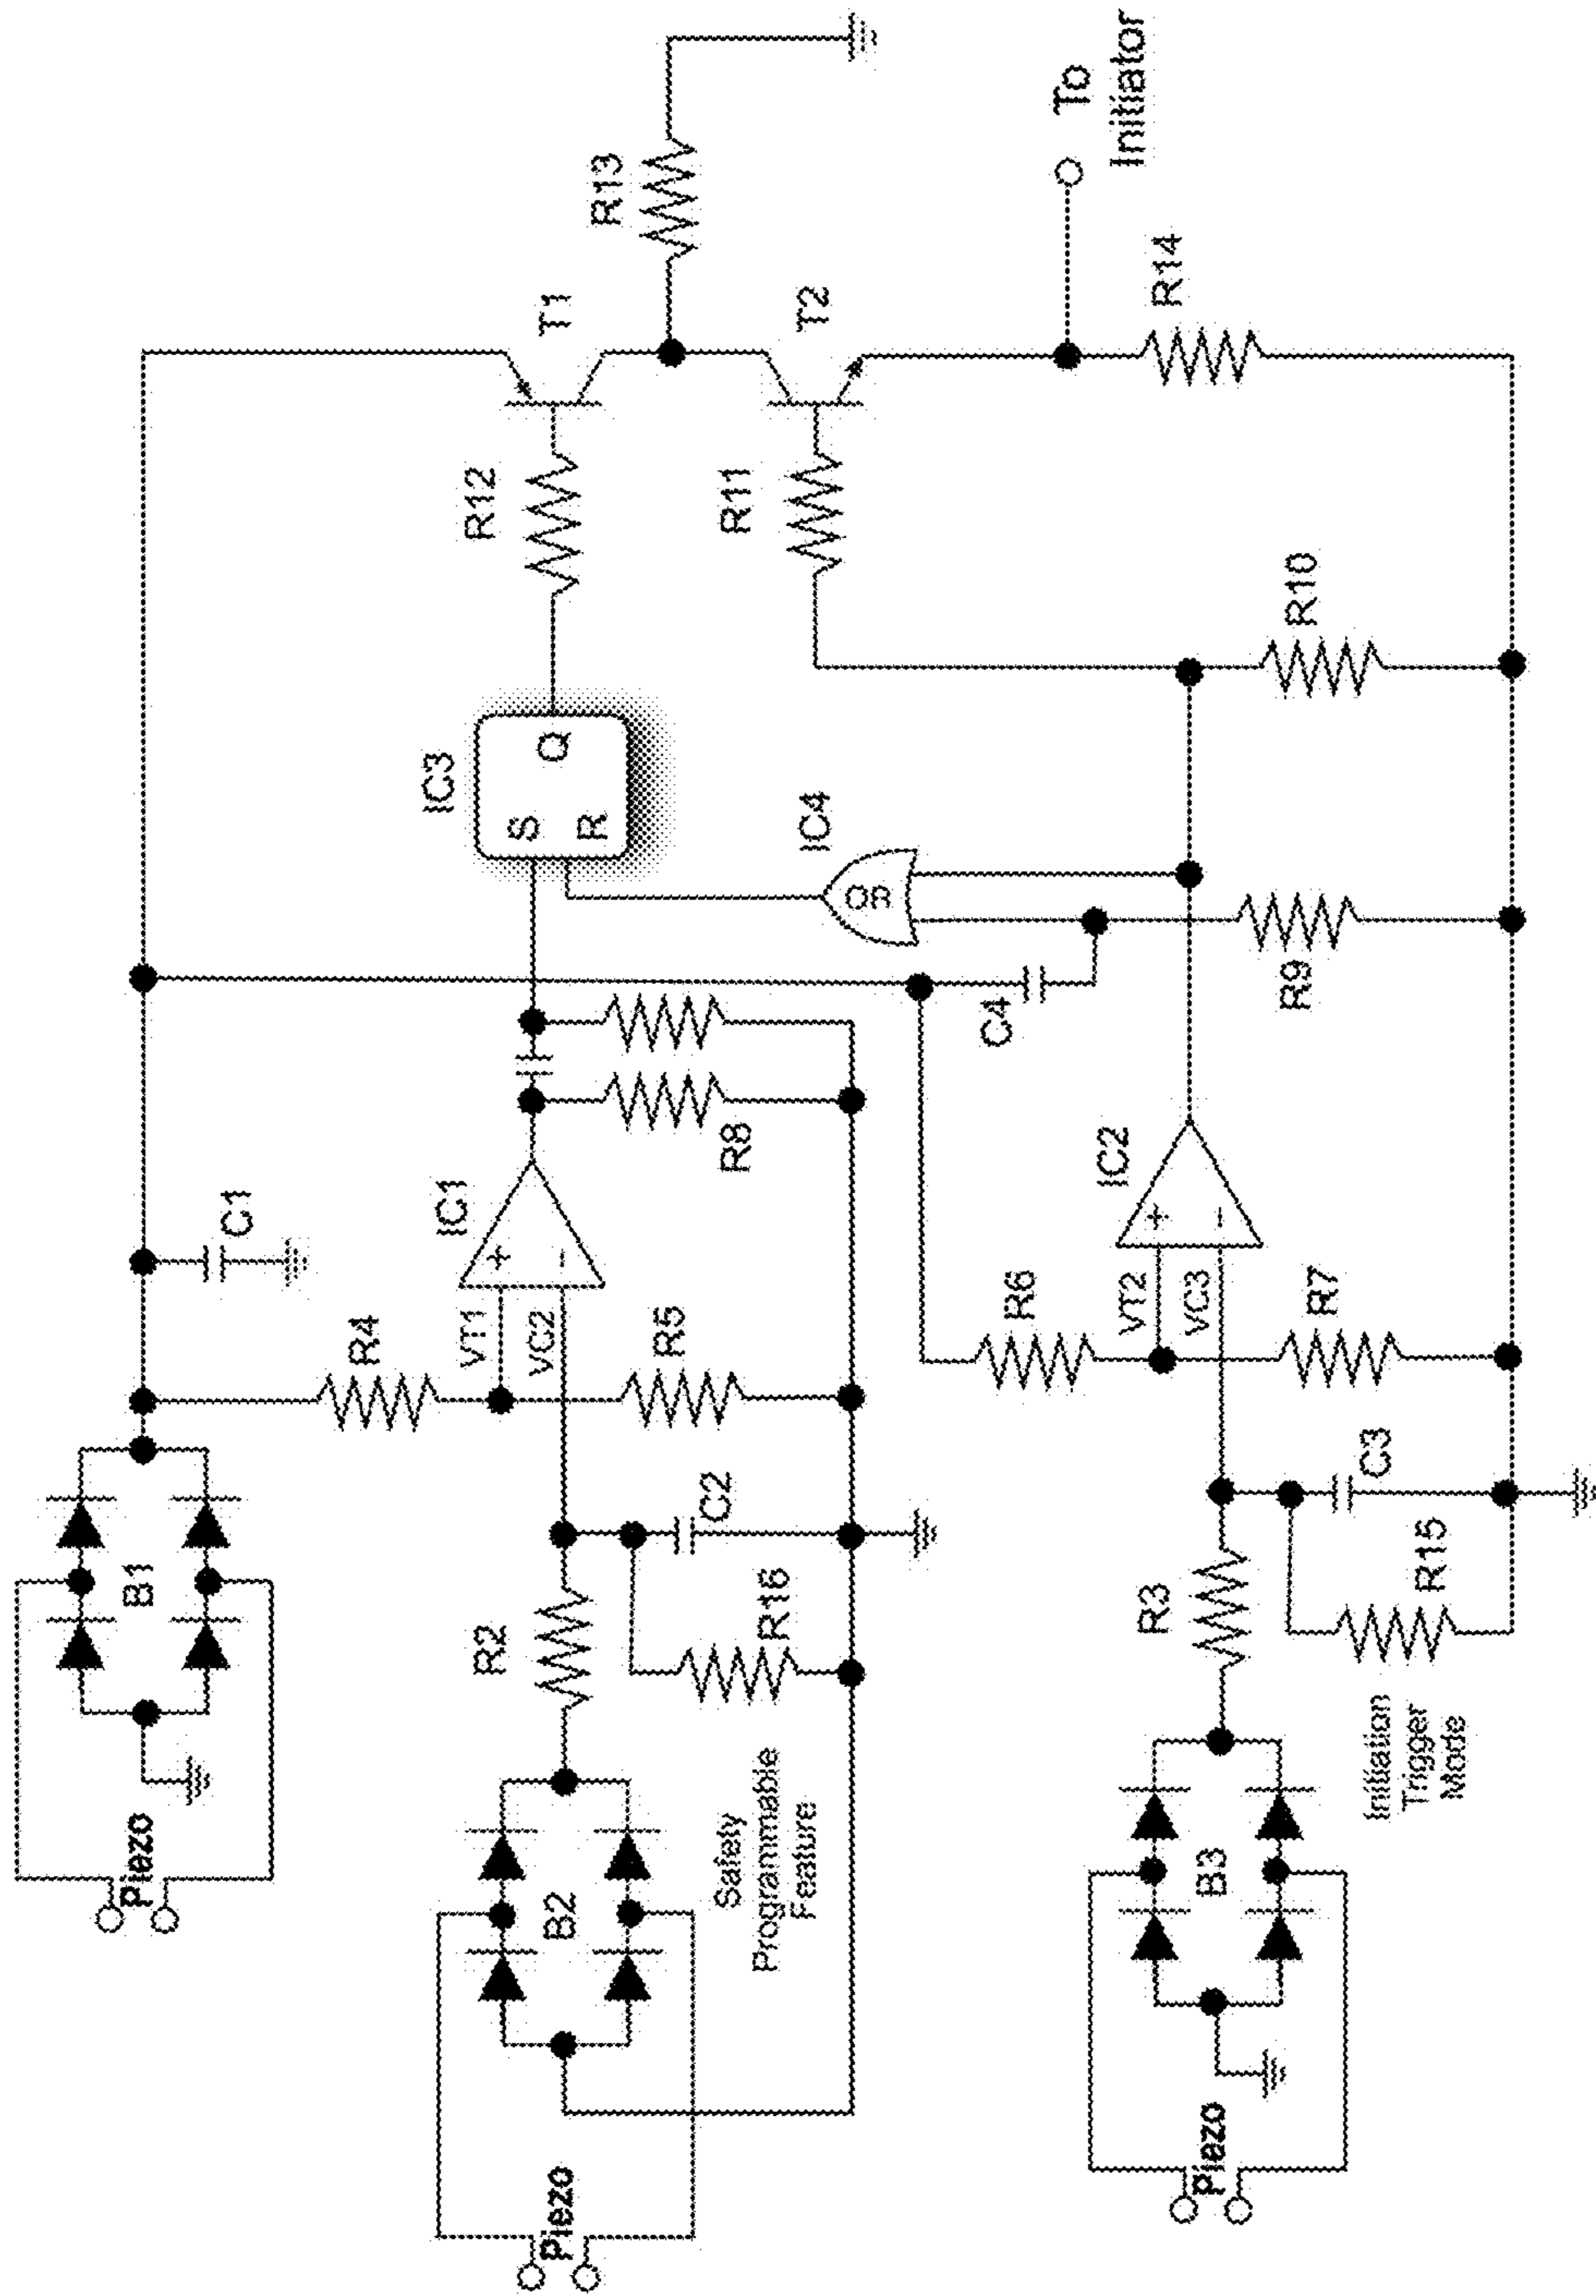 Piezo
B1
C1
R4
VT1
VC2
R5
IC1
+
−
R8
IC3
S
R
Q
R12
T1
R13
T2
R11
Piezo
B2
R2
C2
R16
Safety
Programmable
Feature
IC4
OR
C4
R9
R6
VT2
VC3
R7
IC2
+
−
R10
R14
To
Initiator
Piezo
B3
R3
C3
R15
Initiation
Trigger
Mode